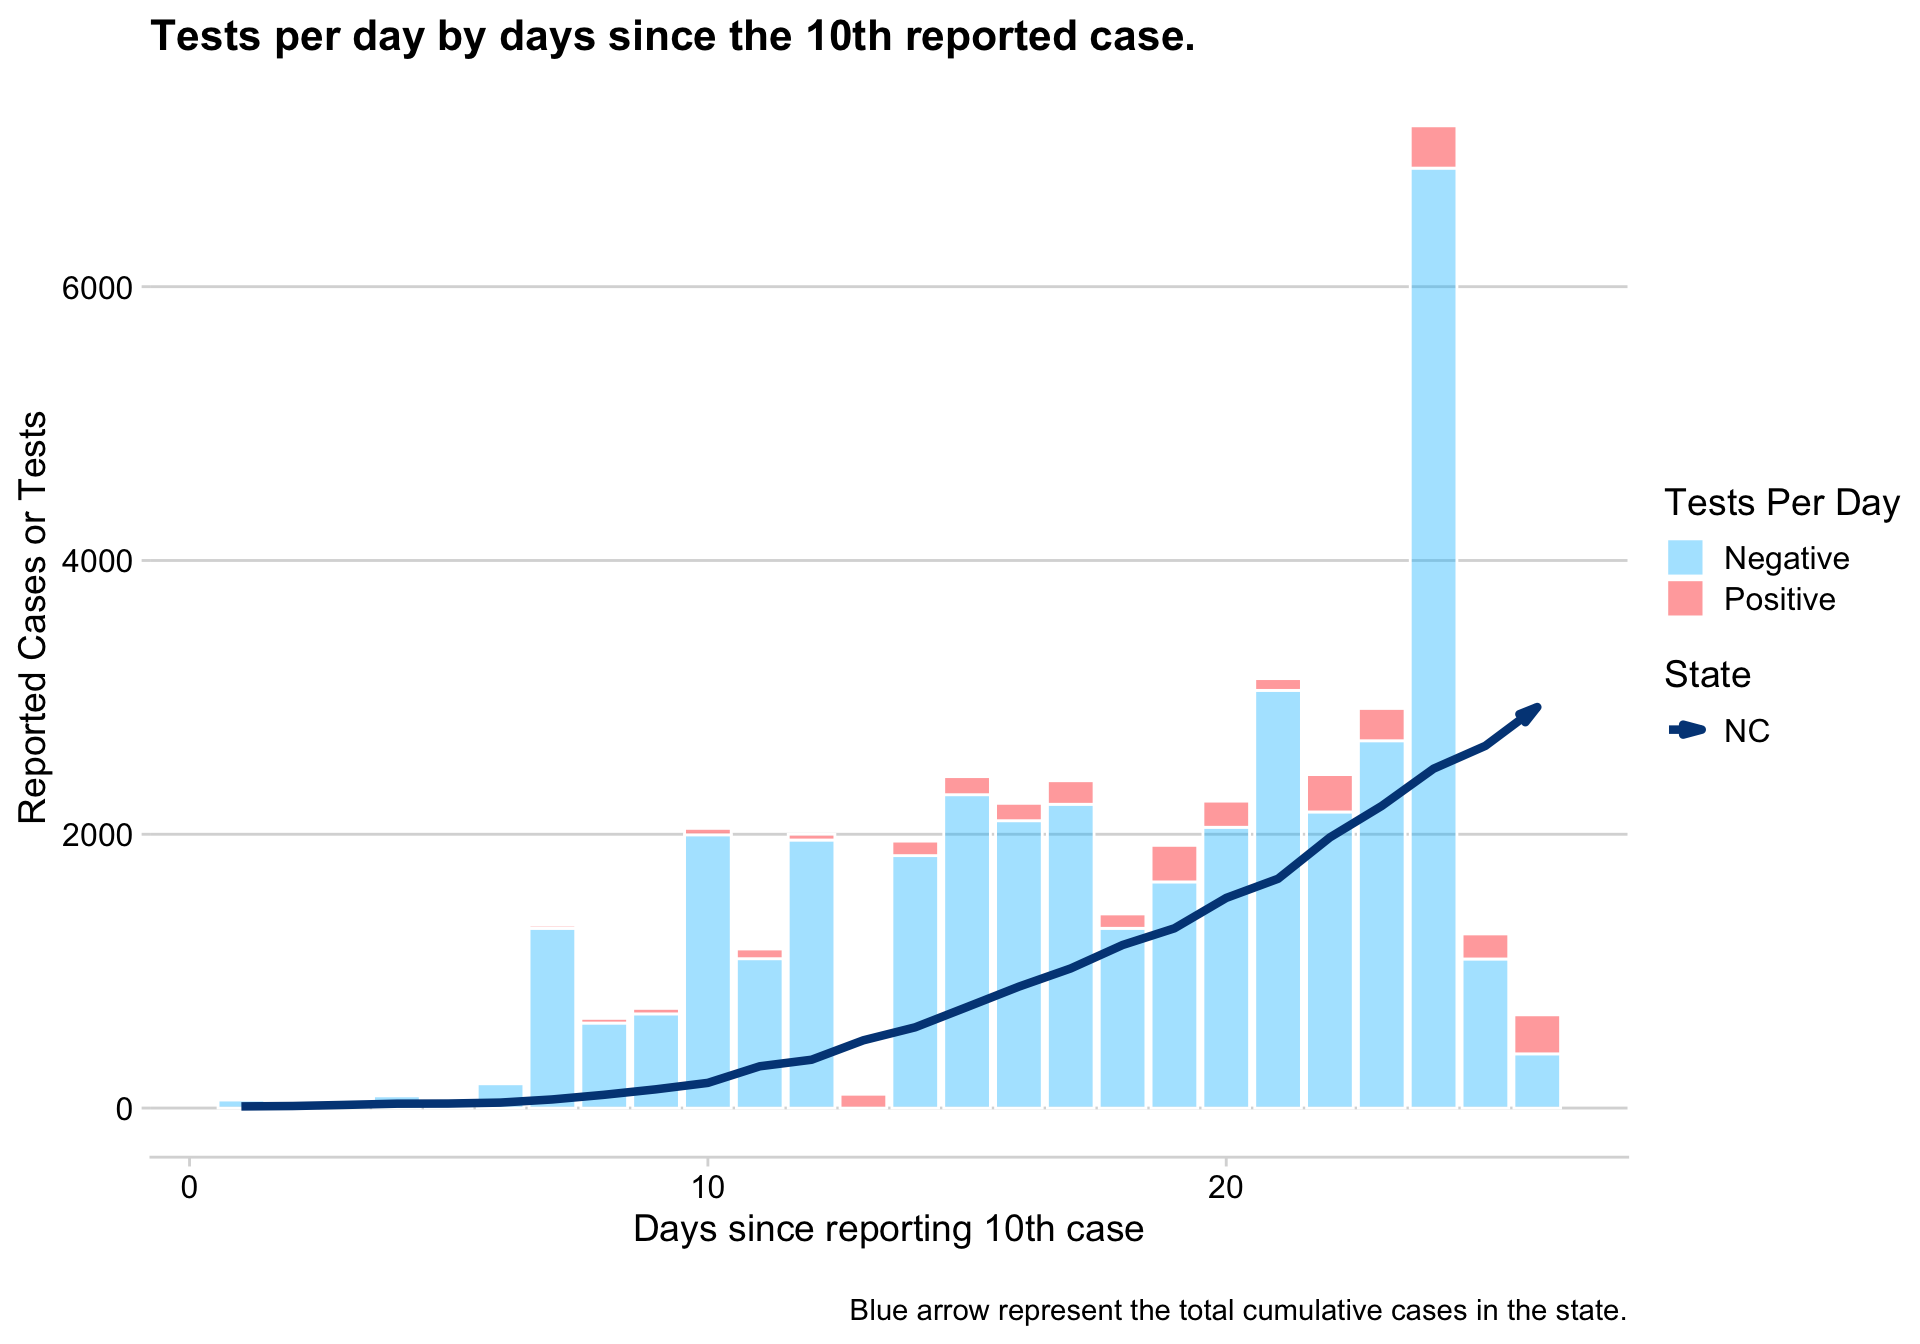 Tests per day by days since the 10th reported case.
Reported Cases or Tests
6000
4000
2000
0
0 10 20
Days since reporting 10th case
Tests Per Day
Negative
Positive
State
NC
Blue arrow represent the total cumulative cases in the state.